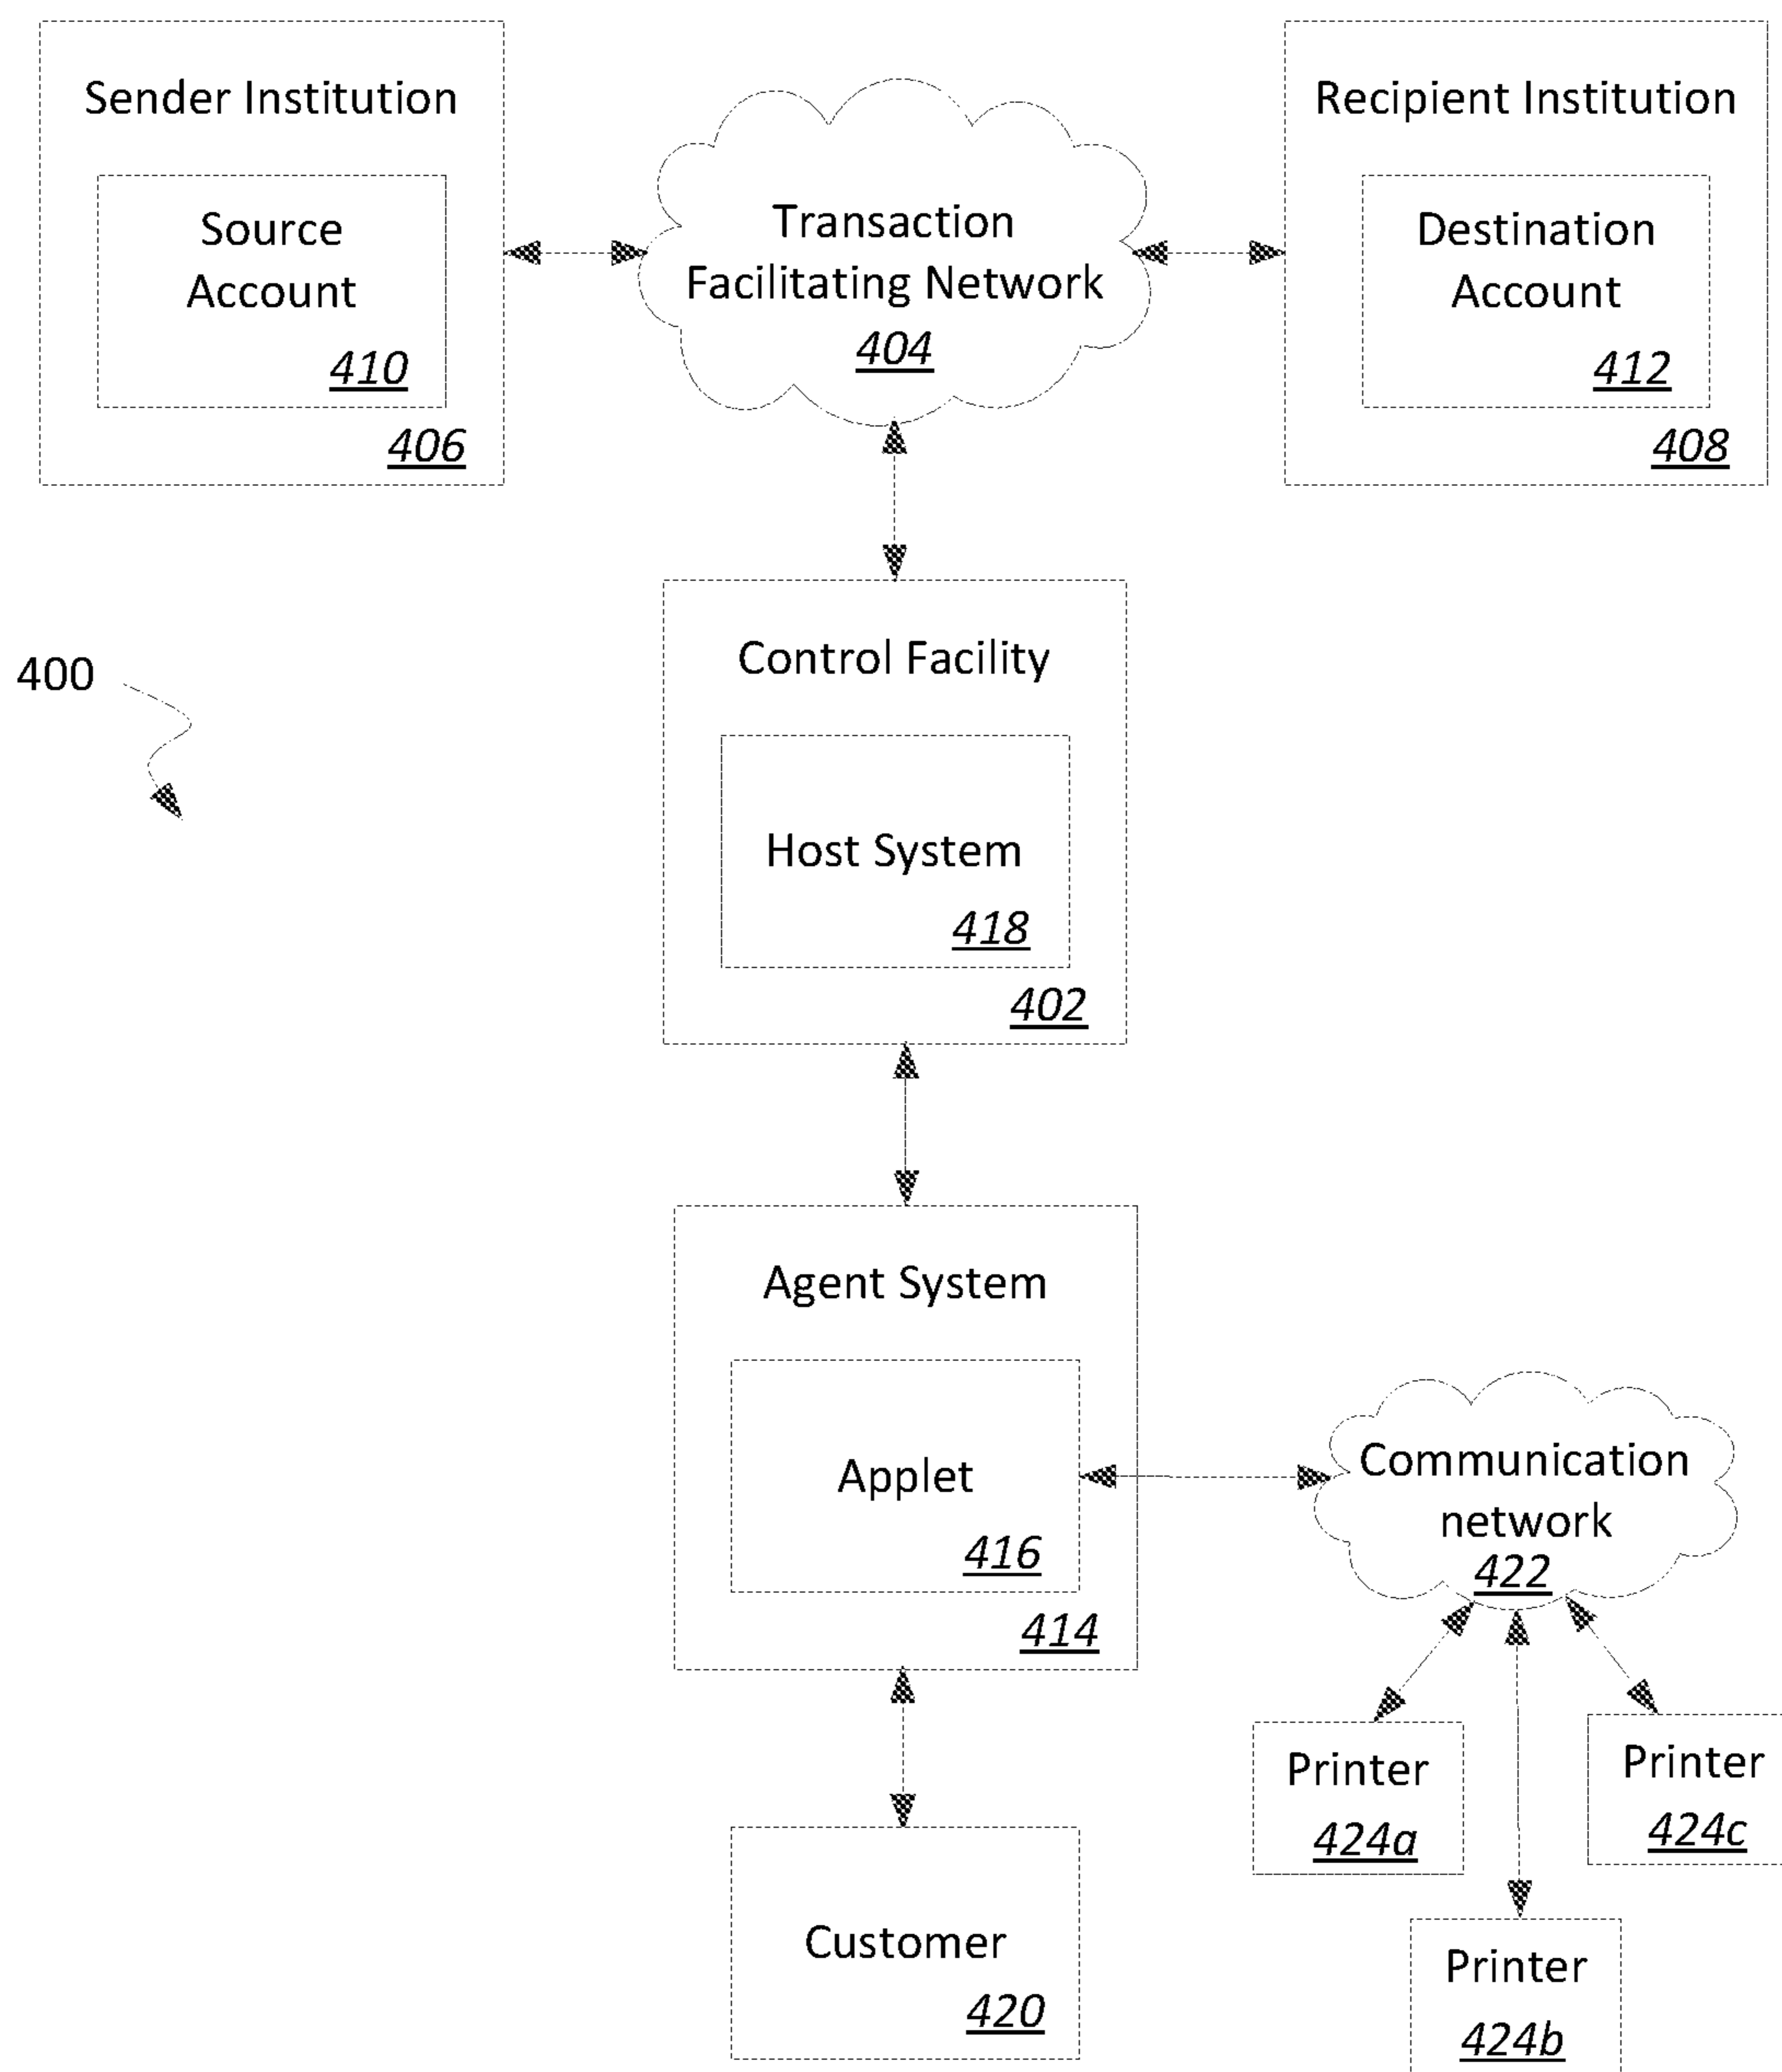 Sender Institution
Source
Account
410
406
Transaction
Facilitating Network
404
Recipient Institution
Destination
Account
412
408
400
Control Facility
Host System
418
402
Agent System
Applet
416
414
Communication
network
422
Printer
424a
Printer
424c
Printer
424b
Customer
420